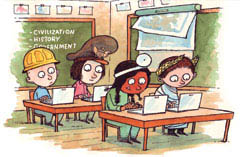 - CIVILIZATION
- HISTORY
- GOVERNMENT